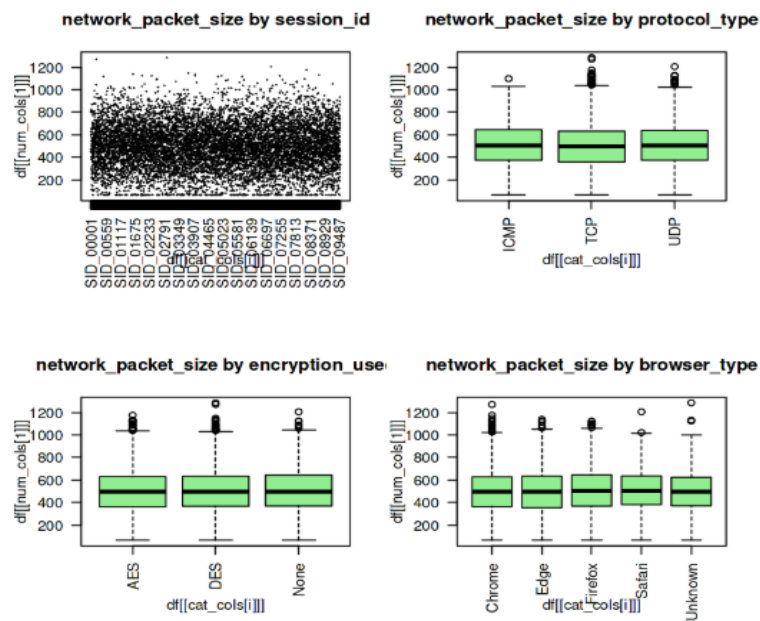 network_packet_size by session_id
df[[num_cols[1]]]
1200
1000
800
600
400
200
SID_00001
SID_00559
SID_01117
SID_01675
SID_02233
SID_02791
SID_03349
SID_03907
SID_04465
SID_05023
SID_05581
SID_06139
SID_06697
SID_07255
SID_07813
SID_08371
SID_08929
SID_09487
df[[cat_cols[i]]]
network_packet_size by protocol_type
df[[num_cols[1]]]
1200
1000
800
600
400
200
ICMP
TCP
UDP
df[[cat_cols[i]]]
network_packet_size by encryption_use
df[[num_cols[1]]]
1200
1000
800
600
400
200
AES
DES
None
df[[cat_cols[i]]]
network_packet_size by browser_type
df[[num_cols[1]]]
1200
1000
800
600
400
200
Chrome
Edge
Firefox
Safari
Unknown
df[[cat_cols[i]]]